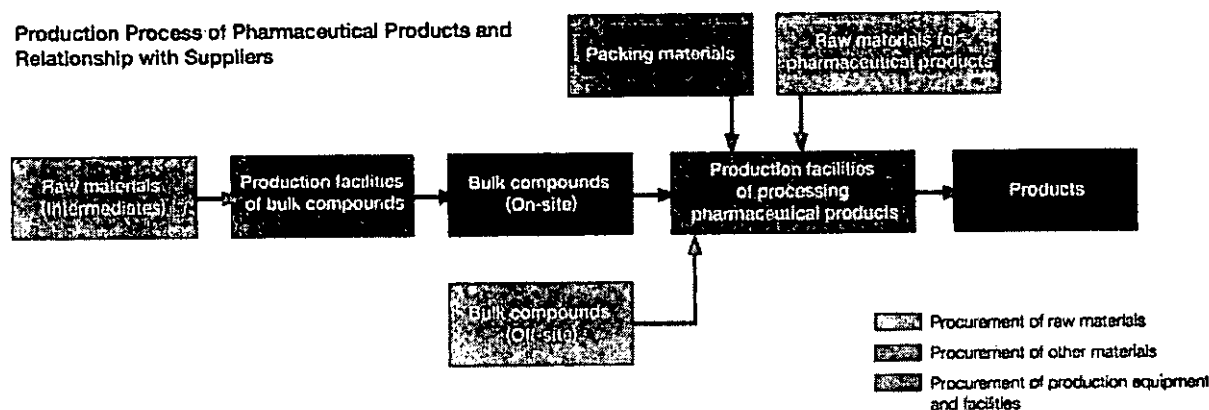 Production Process of Pharmaceutical Products and
Relationship with Suppliers
Packing materials
Raw materials for
pharmaceutical products
Raw materials
(Intermediates)
Production facilities
of bulk compounds
Bulk compounds
(On-site)
Production facilities
of processing
pharmaceutical products
Products
Bulk compounds
(Off-site)
Procurement of raw materials
Procurement of other materials
Procurement of production equipment
and facilities